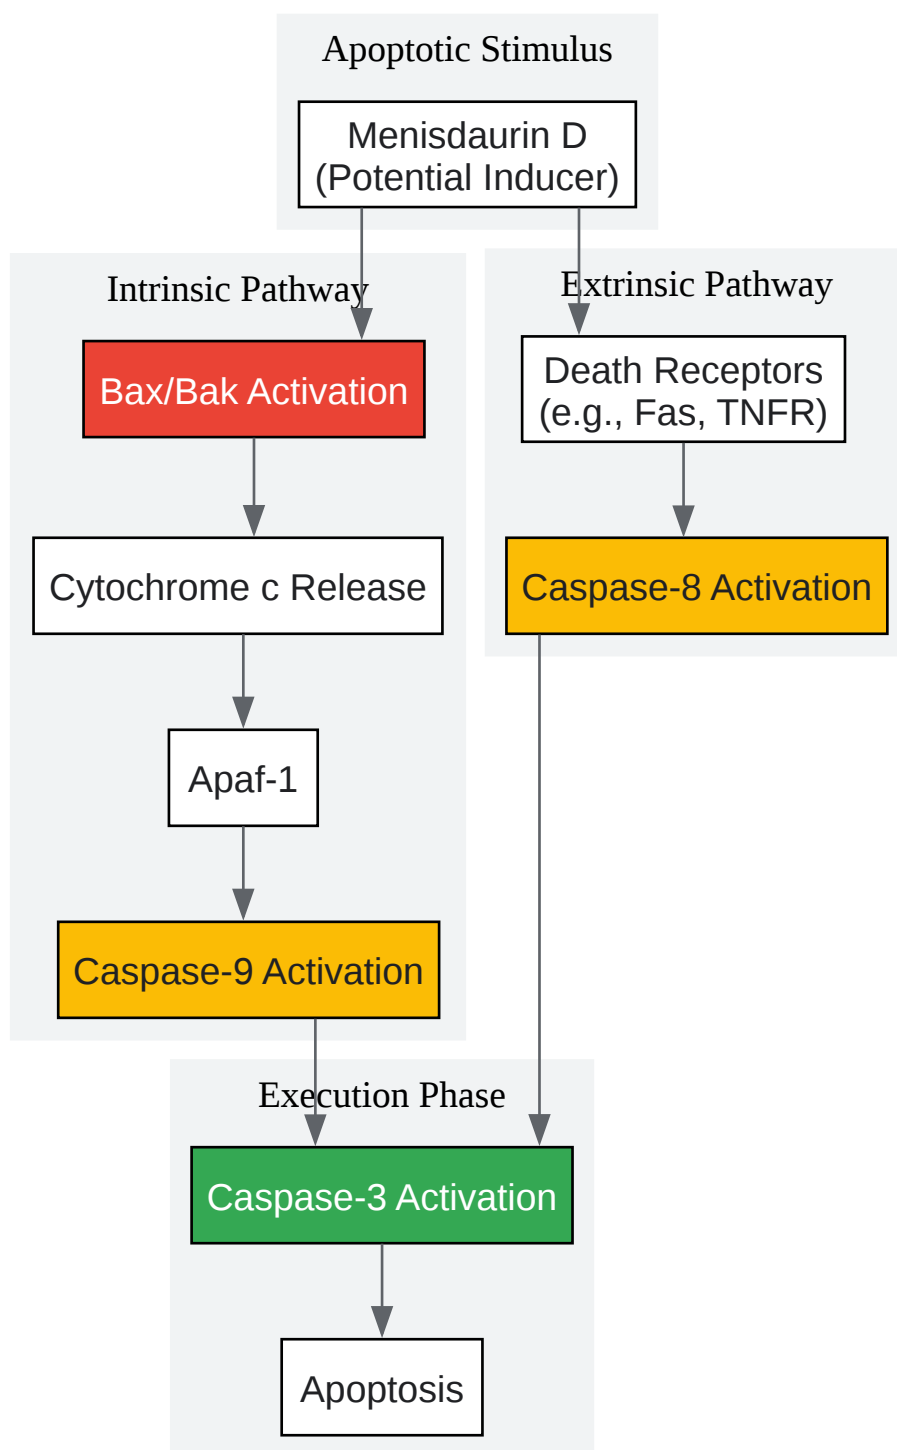 Apoptotic Stimulus
Menisdaurin D
(Potential Inducer)
Intrinsic Pathway
Bax/Bak Activation
Cytochrome c Release
Apaf-1
Caspase-9 Activation
Extrinsic Pathway
Death Receptors
(e.g., Fas, TNFR)
Caspase-8 Activation
Execution Phase
Caspase-3 Activation
Apoptosis